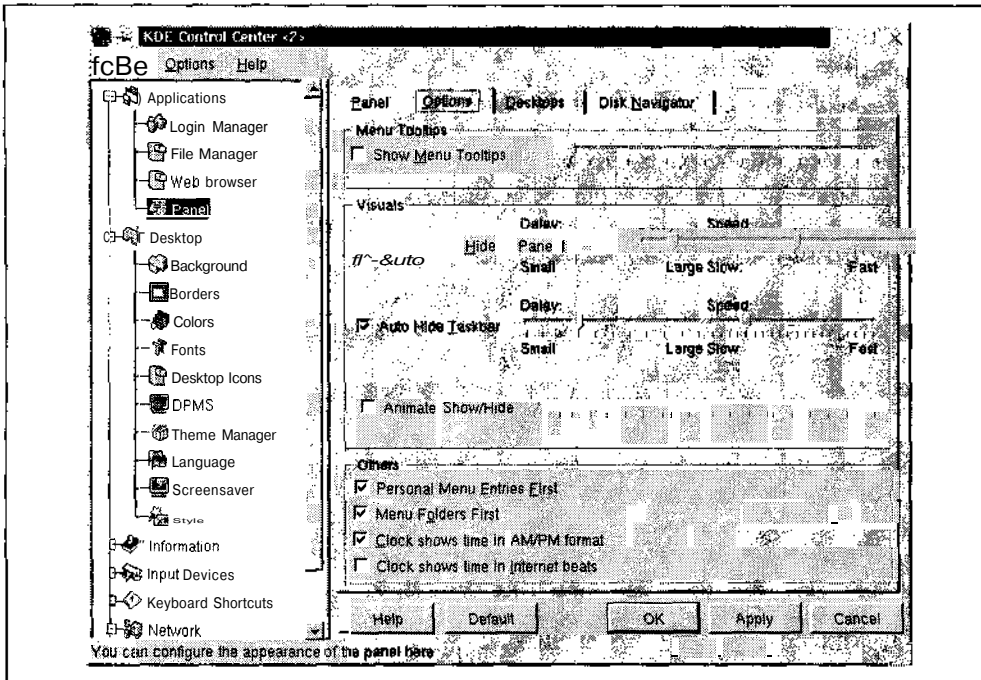 KDE Control Center <2>
fcBe Options Help
Applications
Login Manager
File Manager
Web browser
Panel
Desktop
Background
Borders
Colors
Fonts
Desktop Icons
DPMS
Theme Manager
Language
Screensaver
Style
Information
Input Devices
Keyboard Shortcuts
Network
Panel Options Desktops Disk Navigator
Menu Tooltips
Show Menu Tooltips
Visuals
Delay: Speed
fl^-&uto Hide Pane l
Small Large Slow Fast
Delay: Speed
Auto Hide Taskbar
Small Large Slow Fast
Animate Show/Hide
Others
Personal Menu Entries First
Menu Folders First
Clock shows time in AM/PM format
Clock shows time in internet beats
Help Default OK Apply Cancel
You can configure the appearance of the panel here